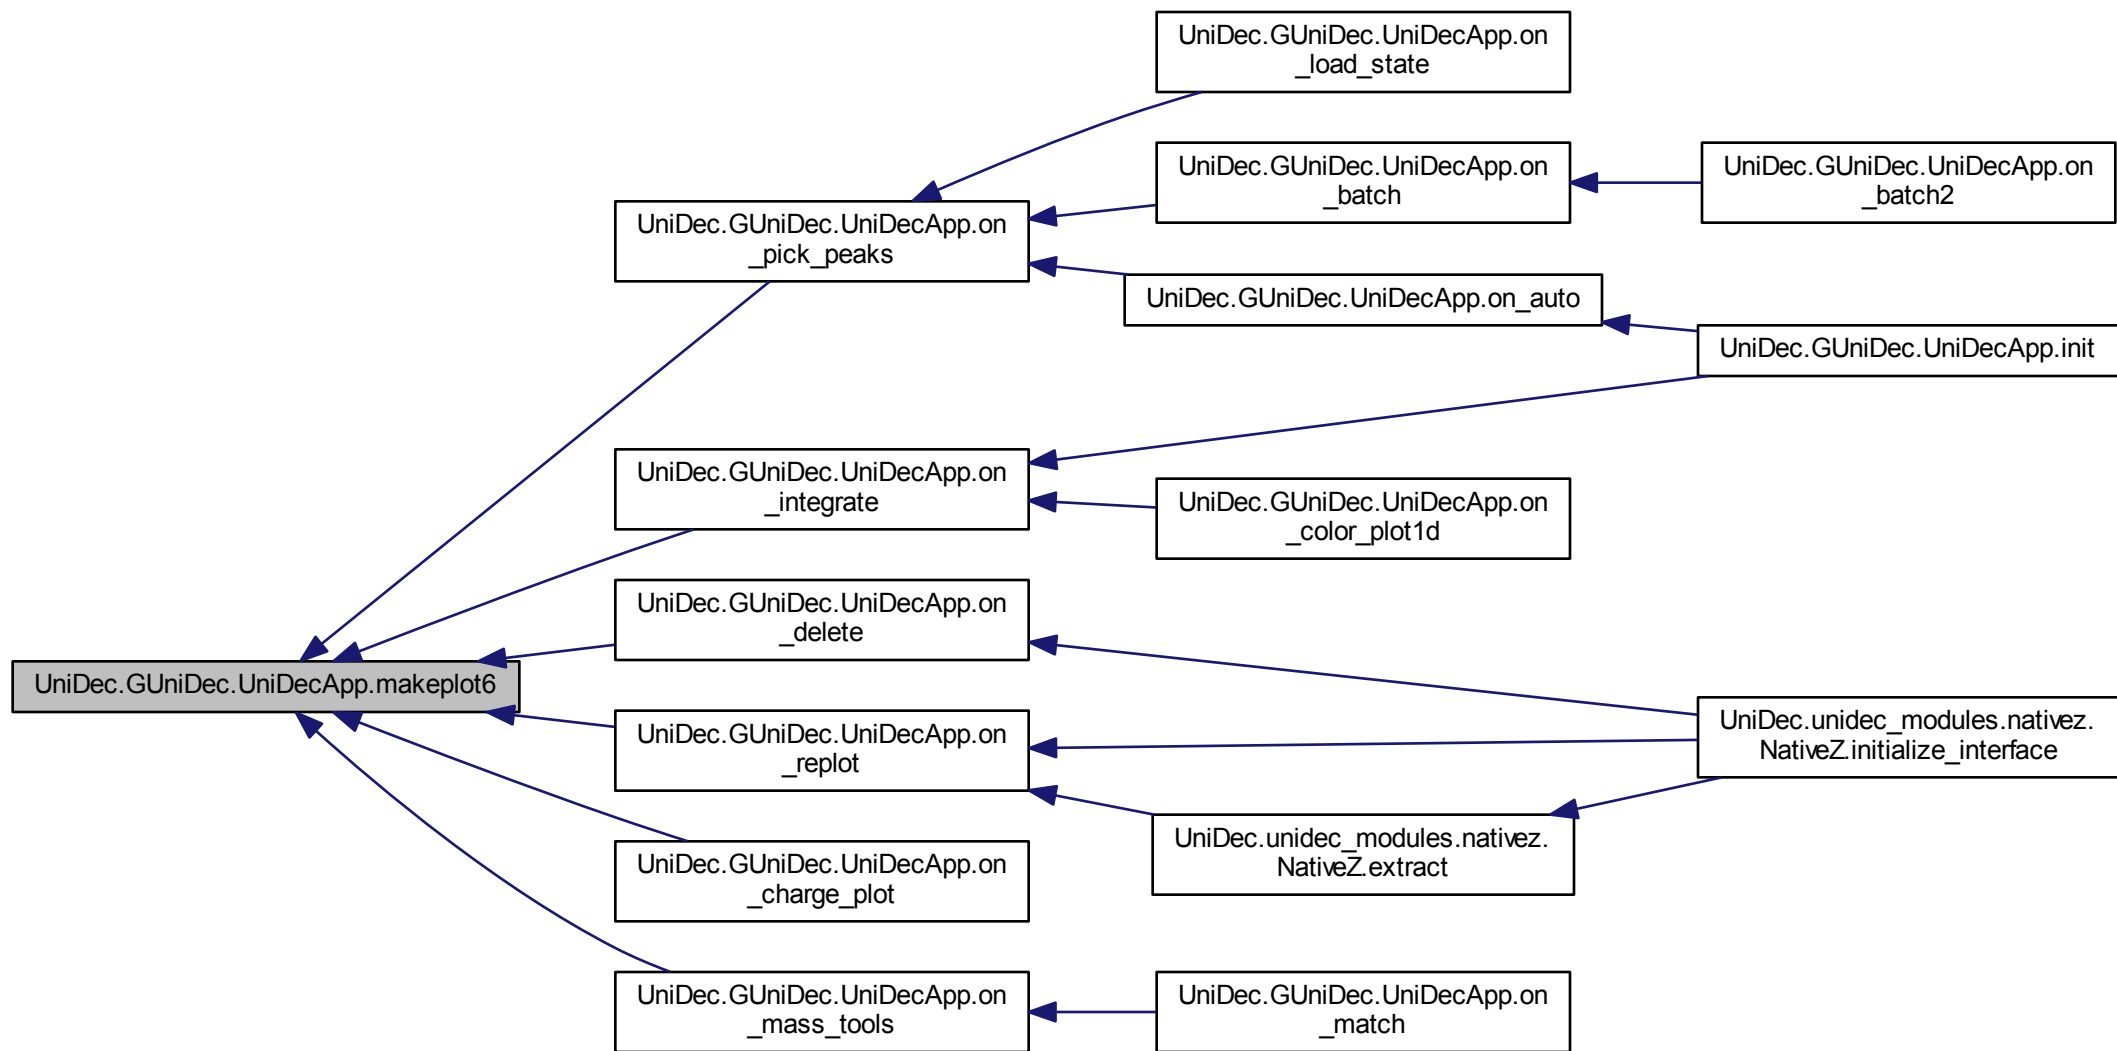 UniDec.GUniDec.UniDecApp.on
_load_state
UniDec.GUniDec.UniDecApp.on
_batch
UniDec.GUniDec.UniDecApp.on
_batch2
UniDec.GUniDec.UniDecApp.on
_pick_peaks
UniDec.GUniDec.UniDecApp.on_auto
UniDec.GUniDec.UniDecApp.init
UniDec.GUniDec.UniDecApp.on
_integrate
UniDec.GUniDec.UniDecApp.on
_color_plot1d
UniDec.GUniDec.UniDecApp.on
_delete
UniDec.GUniDec.UniDecApp.makeplot6
UniDec.GUniDec.UniDecApp.on
_replot
UniDec.unidec_modules.nativez.
NativeZ.initialize_interface
UniDec.unidec_modules.nativez.
NativeZ.extract
UniDec.GUniDec.UniDecApp.on
_charge_plot
UniDec.GUniDec.UniDecApp.on
_mass_tools
UniDec.GUniDec.UniDecApp.on
_match